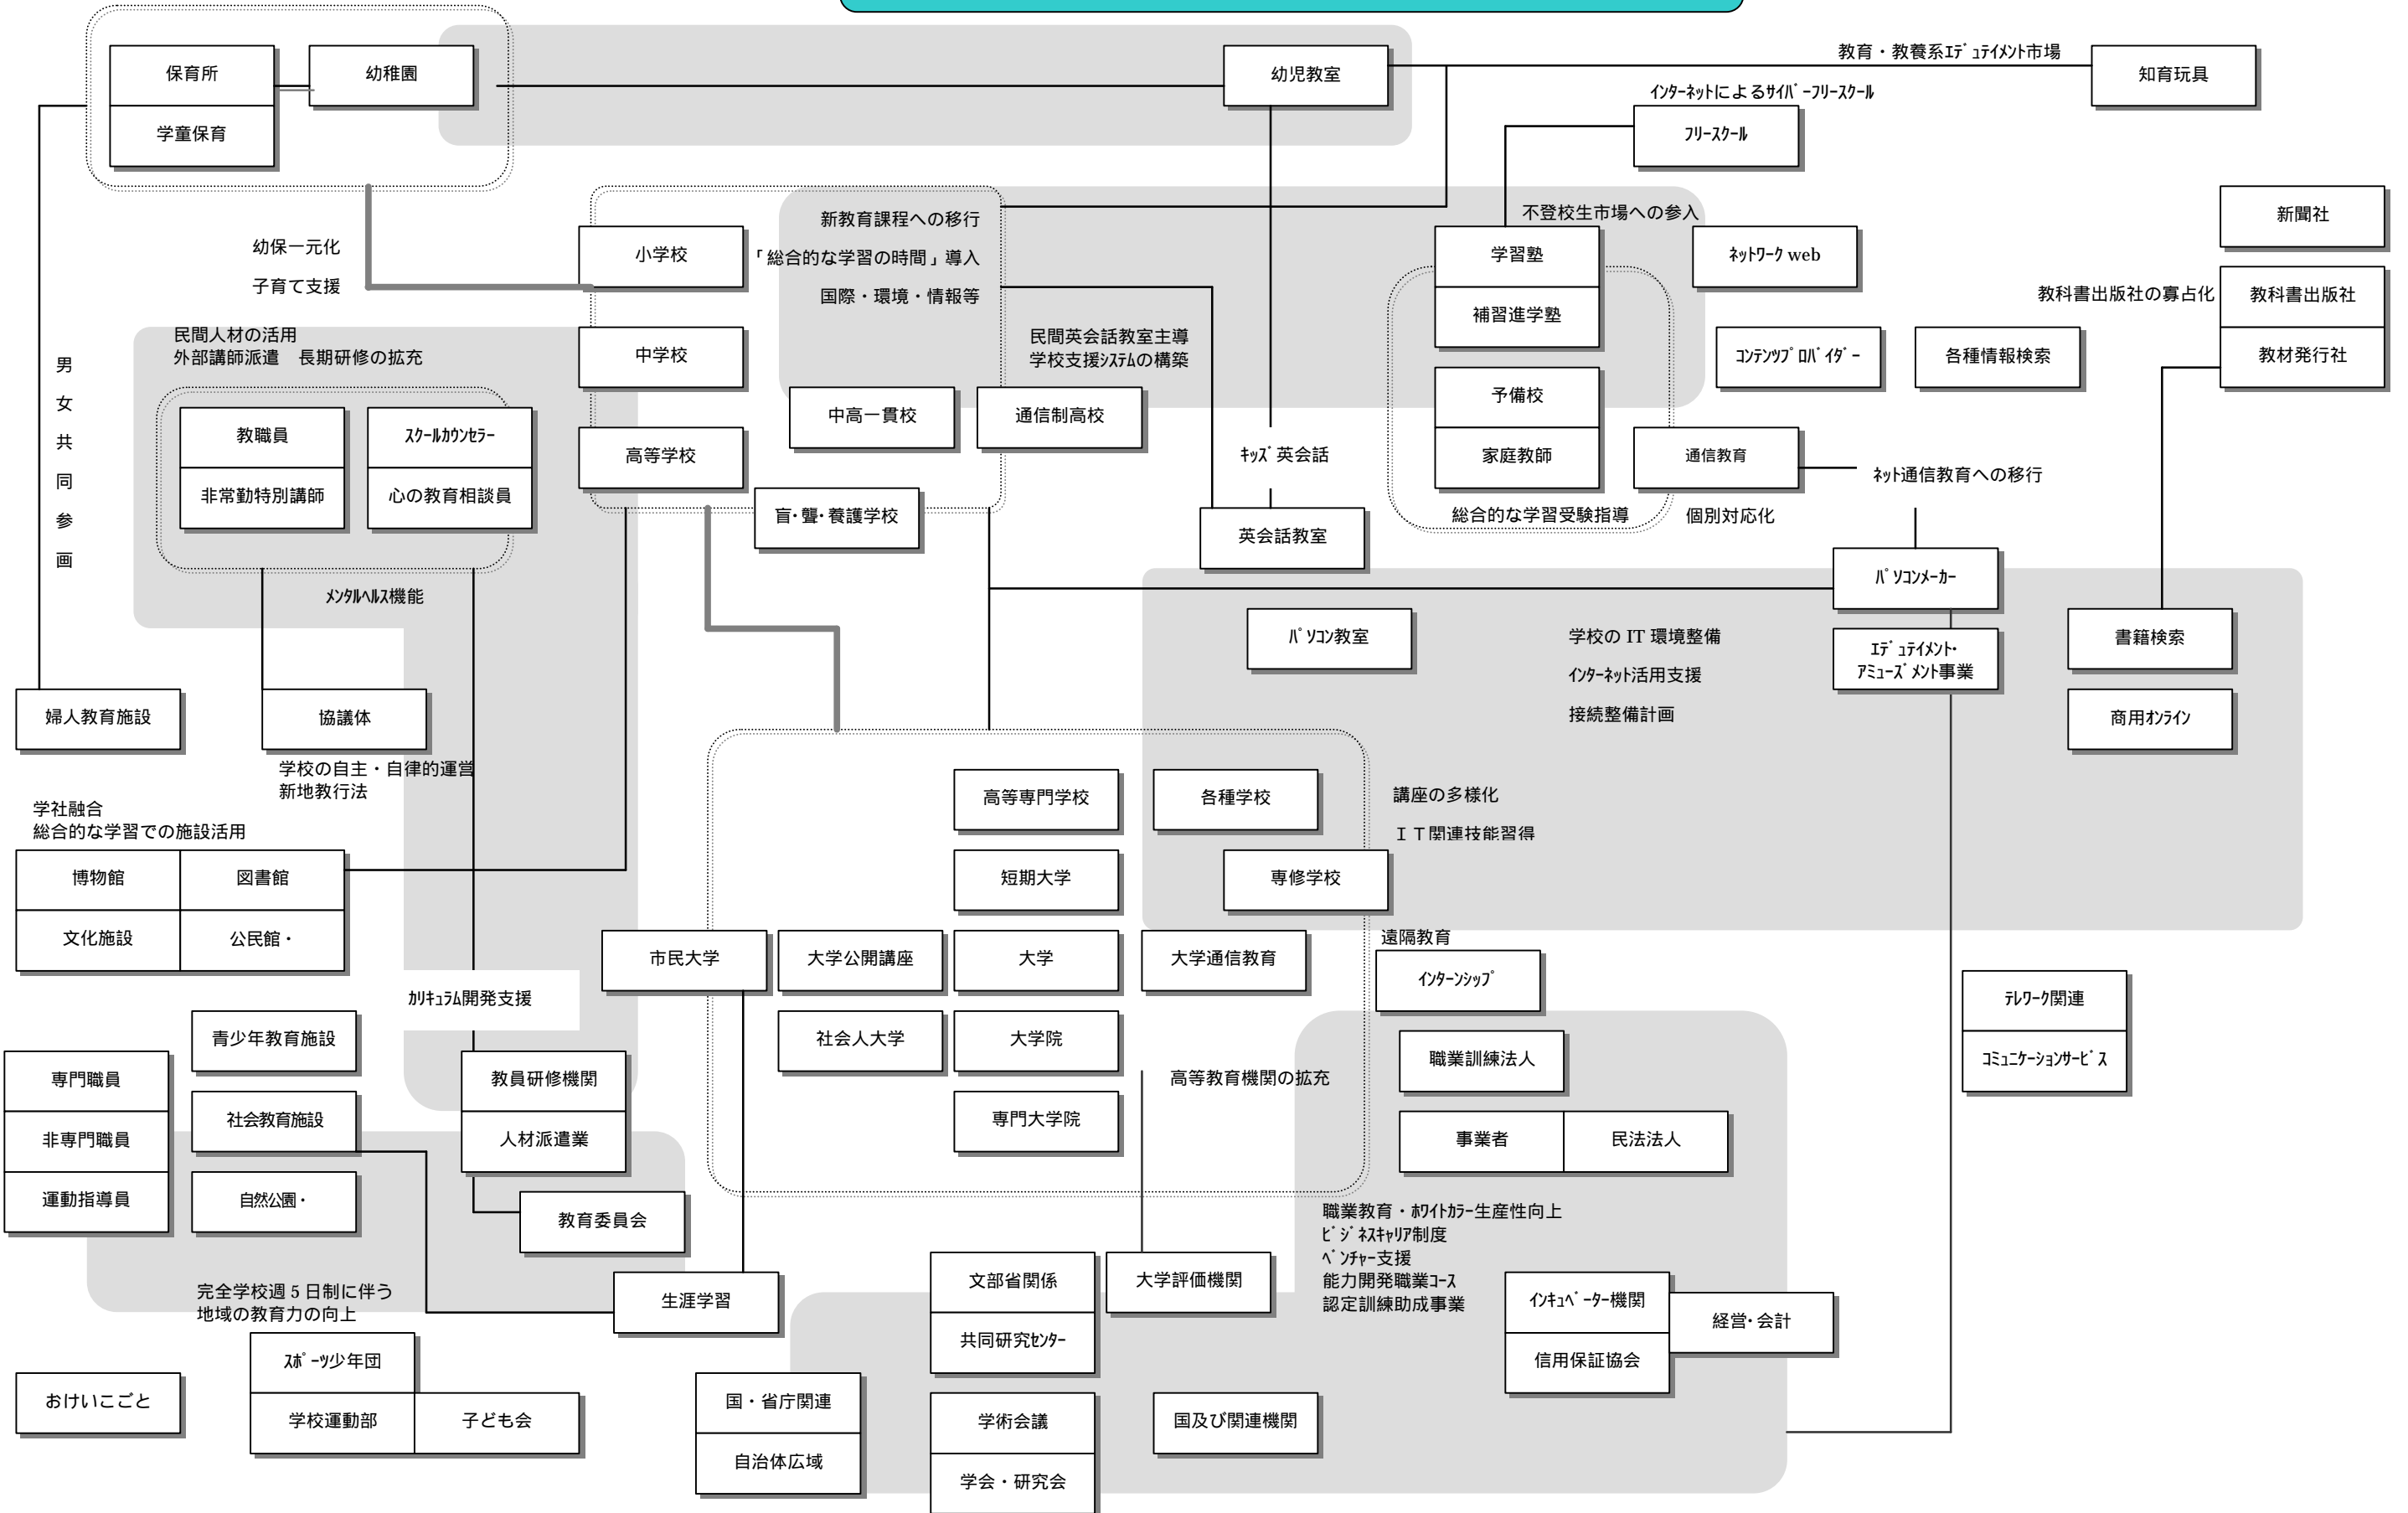 教育・教養系ｴﾃﾞｭﾃｲﾒﾝﾄ市場
保育所
幼稚園
幼児教室
知育玩具
ｲﾝﾀｰﾈｯﾄによるｻｲﾊﾞｰﾌﾘｰｽｸｰﾙ
学童保育
ﾌﾘｰｽｸｰﾙ
新教育課程への移行
不登校生市場への参入
新聞社
幼保一元化
小学校
「総合的な学習の時間」導入
学習塾
ﾈｯﾄﾜｰｸ web
子育て支援
国際・環境・情報等
教科書出版社の寡占化
教科書出版社
補習進学塾
民間人材の活用
外部講師派遣　長期研修の拡充
中学校
民間英会話教室主導
学校支援ｼｽﾃﾑの構築
ｺﾝﾃﾝﾂﾌﾟﾛﾊﾞｲﾀﾞｰ
各種情報検索
教材発行社
男
女
共
同
参
画
予備校
中高一貫校
通信制高校
教職員
ｽｸｰﾙｶｳﾝｾﾗｰ
高等学校
ｷｯｽﾞ英会話
家庭教師
通信教育
ﾈｯﾄ通信教育への移行
非常勤特別講師
心の教育相談員
盲・聾・養護学校
総合的な学習受験指導
個別対応化
英会話教室
ﾊﾟｿｺﾝﾒｰｶｰ
ﾒﾝﾀﾙﾍﾙｽ機能
ﾊﾟｿｺﾝ教室
学校の IT 環境整備
書籍検索
ｴﾃﾞｭﾃｲﾒﾝﾄ・
ｱﾐｭｰｽﾞﾒﾝﾄ事業
ｲﾝﾀｰﾈｯﾄ活用支援
接続整備計画
婦人教育施設
協議体
商用ｵﾝﾗｲﾝ
学校の自主・自律的運営
新地教行法
高等専門学校
各種学校
講座の多様化
学社融合
総合的な学習での施設活用
ＩＴ関連技能習得
博物館
図書館
短期大学
専修学校
文化施設
公民館・
市民大学
大学公開講座
大学
大学通信教育
遠隔教育
ｲﾝﾀｰﾝｼｯﾌﾟ
ｶﾘｷｭﾗﾑ開発支援
ﾃﾚﾜｰｸ関連
青少年教育施設
社会人大学
大学院
職業訓練法人
ｺﾐｭﾆｹｰｼｮﾝｻｰﾋﾞｽ
専門職員
教員研修機関
高等教育機関の拡充
社会教育施設
専門大学院
非専門職員
人材派遣業
事業者
民法法人
運動指導員
自然公園・
教育委員会
職業教育・ﾎﾜｲﾄｶﾗｰ生産性向上
ﾋﾞｼﾞﾈｽｷｬﾘｱ制度
ﾍﾞﾝﾁｬｰ支援
能力開発職業ｺｰｽ
認定訓練助成事業
文部省関係
大学評価機関
完全学校週５日制に伴う
地域の教育力の向上
生涯学習
ｲﾝｷｭﾍﾞｰﾀｰ機関
経営・会計
共同研究ｾﾝﾀｰ
ｽﾎﾟｰﾂ少年団
信用保証協会
おけいこごと
国・省庁関連
学校運動部
子ども会
学術会議
国及び関連機関
自治体広域
学会・研究会